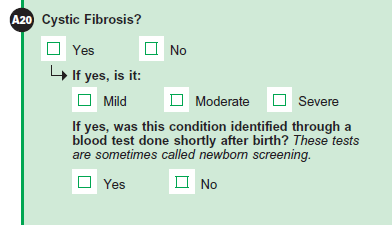 A20 Cystic Fibrosis?
Yes No
If yes, is it:
Mild Moderate Severe
If yes, was this condition identified through a
blood test done shortly after birth? These tests
are sometimes called newborn screening.
Yes No